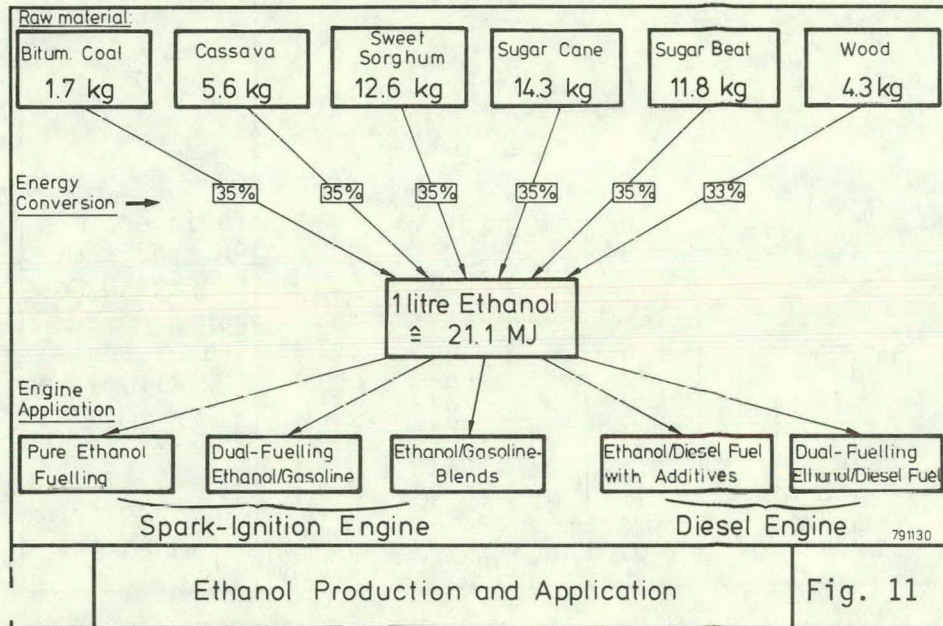 Raw material:
Bitum. Coal
1.7 kg
Cassava
5.6 kg
Sweet
Sorghum
12.6 kg
Sugar Cane
14.3 kg
Sugar Beat
11.8 kg
Wood
4.3 kg
Energy
Conversion →
35%
35%
35%
35%
35%
33%
1 litre Ethanol
≙ 21.1 MJ
Engine
Application
Pure Ethanol
Fuelling
Dual-Fuelling
Ethanol/Gasoline
Ethanol/Gasoline-
Blends
Ethanol/Diesel Fuel
with Additives
Dual-Fuelling
Ethanol/Diesel Fuel
Spark-Ignition Engine
Diesel Engine
791130
Ethanol Production and Application
Fig. 11